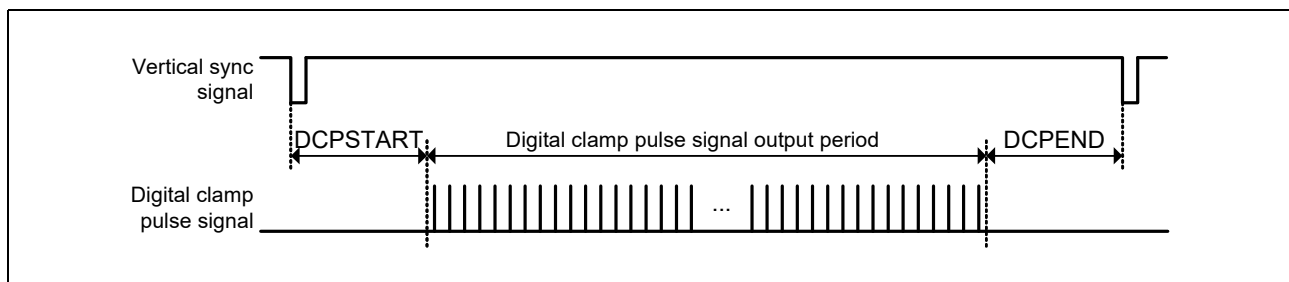 Vertical sync
signal
DCPSTART
Digital clamp pulse signal output period
DCPEND
Digital clamp
pulse signal
...